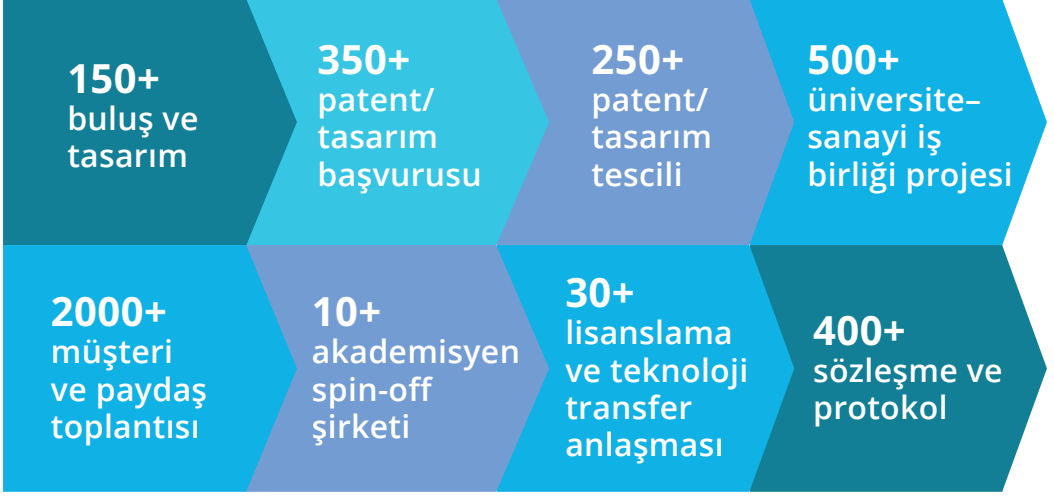 150+
buluş ve
tasarım
350+
patent/
tasarım
başvurusu
250+
patent/
tasarım
tescili
500+
üniversite–
sanayi iş
birliği projesi
2000+
müşteri
ve paydaş
toplantısı
10+
akademisyen
spin-off
şirketi
30+
lisanslama
ve teknoloji
transfer
anlaşması
400+
sözleşme ve
protokol